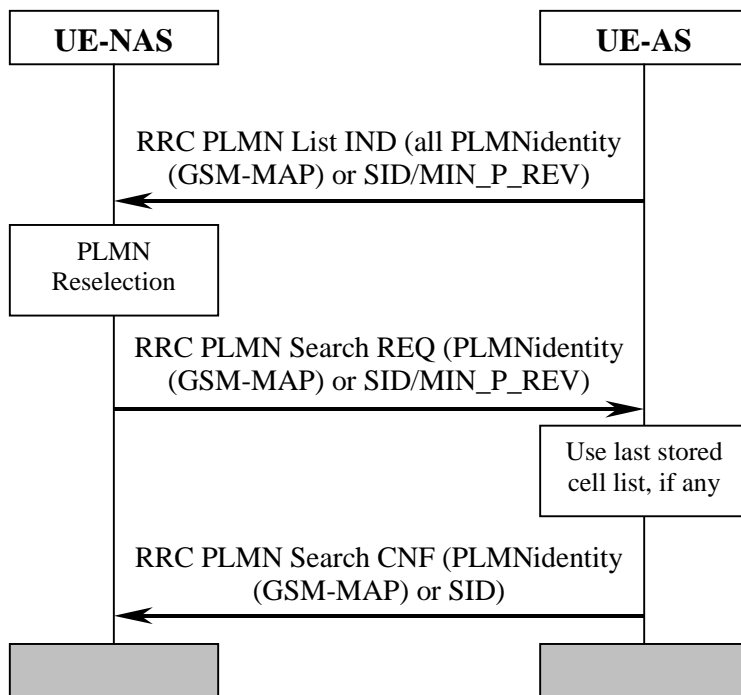 UE-NAS
UE-AS
RRC PLMN List IND (all PLMNidentity
(GSM-MAP) or SID/MIN_P_REV)
PLMN
Reselection
RRC PLMN Search REQ (PLMNidentity
(GSM-MAP) or SID/MIN_P_REV)
Use last stored
cell list, if any
RRC PLMN Search CNF (PLMNidentity
(GSM-MAP) or SID)